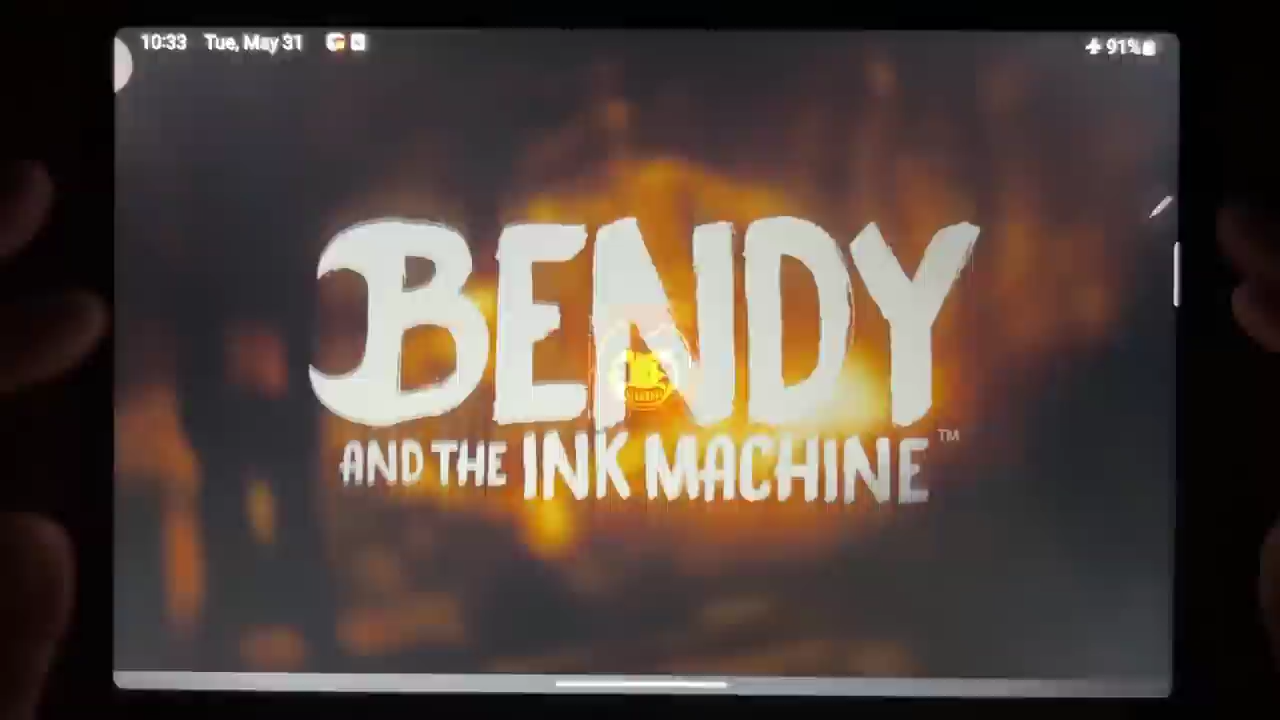 10:33 Tue, May 31
91%
BENDY
AND THE INK MACHINE™